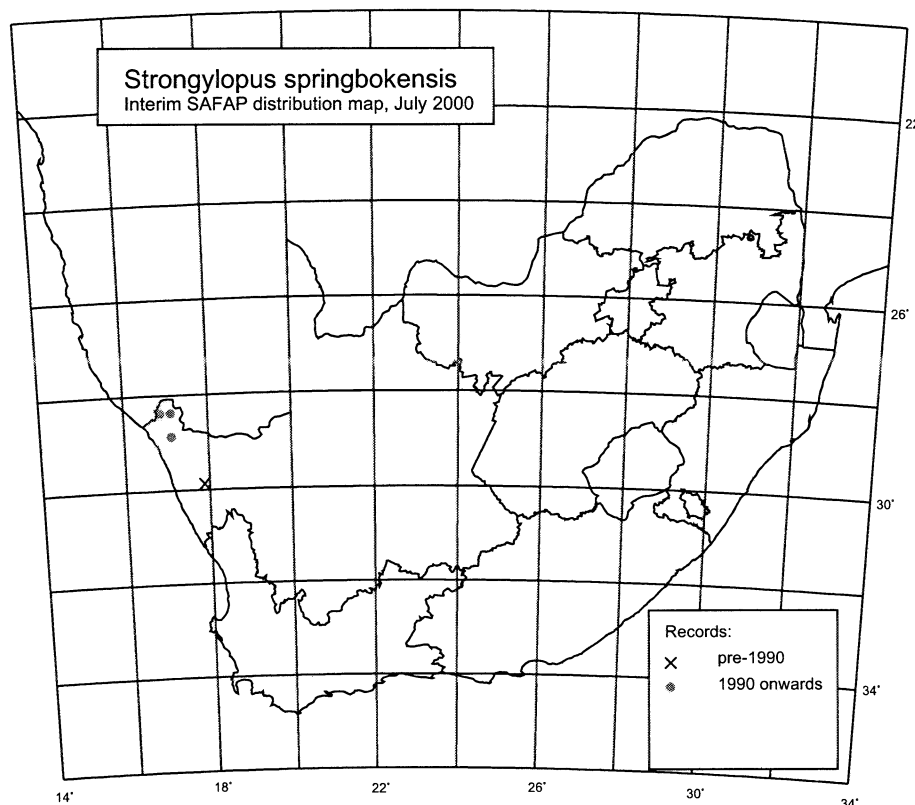 Strongylopus springbokensis
Interim SAFAP distribution map, July 2000
22
26°
30°
Records:
pre-1990
1990 onwards
34°
14°
18°
22°
26°
30°
34°